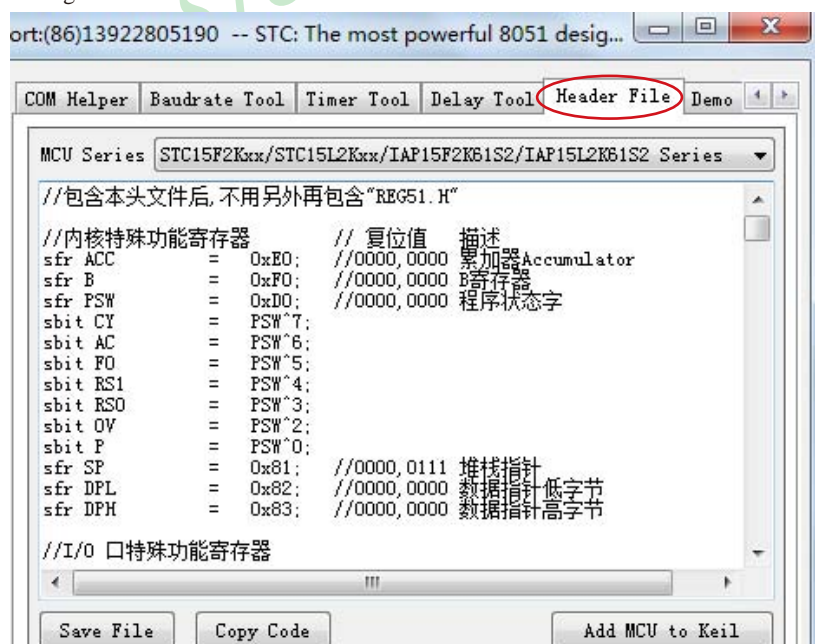 ort:(86)13922805190 -- STC: The most powerful 8051 desig...
COM Helper Baudrate Tool Timer Tool Delay Tool Header File Demo
MCU Series STC15F2Kxx/STC15L2Kxx/IAP15F2K61S2/IAP15L2K61S2 Series
//包含本头文件后,不用另外再包含"REG51.H"
//内核特殊功能寄存器 // 复位值 描述
sfr ACC = 0xE0; //0000,0000 累加器Accumulator
sfr B = 0xF0; //0000,0000 B寄存器
sfr PSW = 0xD0; //0000,0000 程序状态字
sbit CY = PSW^7;
sbit AC = PSW^6;
sbit F0 = PSW^5;
sbit RS1 = PSW^4;
sbit RS0 = PSW^3;
sbit OV = PSW^2;
sbit P = PSW^0;
sfr SP = 0x81; //0000,0111 堆栈指针
sfr DPL = 0x82; //0000,0000 数据指针低字节
sfr DPH = 0x83; //0000,0000 数据指针高字节
//I/O 口特殊功能寄存器
Save File Copy Code Add MCU to Keil